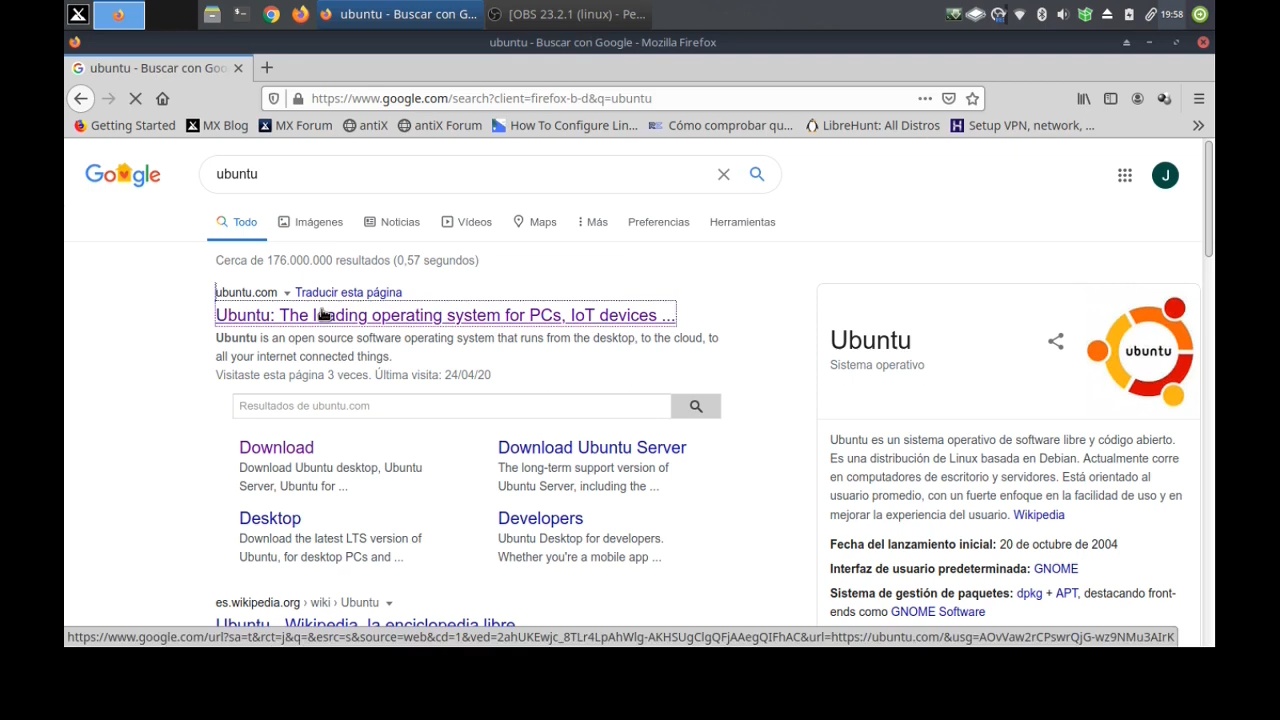 ubuntu - Buscar con G...
[OBS 23.2.1 (linux) - Pe...
19:58
ubuntu - Buscar con Google - Mozilla Firefox
ubuntu - Buscar con Goo
https://www.google.com/search?client=firefox-b-d&q=ubuntu
Getting Started
MX Blog
MX Forum
antiX
antiX Forum
How To Configure Lin...
Cómo comprobar qu...
LibreHunt: All Distros
Setup VPN, network, ...
Google
ubuntu
J
Todo
Imágenes
Noticias
Vídeos
Maps
Más
Preferencias
Herramientas
Cerca de 176.000.000 resultados (0,57 segundos)
ubuntu.com
Traducir esta página
Ubuntu: The leading operating system for PCs, IoT devices ...
Ubuntu is an open source software operating system that runs from the desktop, to the cloud, to
all your internet connected things.
Visitaste esta página 3 veces. Última visita: 24/04/20
Resultados de ubuntu.com
Download
Download Ubuntu desktop, Ubuntu
Server, Ubuntu for ...
Download Ubuntu Server
The long-term support version of
Ubuntu Server, including the ...
Desktop
Download the latest LTS version of
Ubuntu, for desktop PCs and ...
Developers
Ubuntu Desktop for developers.
Whether you're a mobile app ...
es.wikipedia.org › wiki › Ubuntu
Ubuntu - Wikipedia, la enciclopedia libre
Ubuntu
Sistema operativo
ubuntu
Ubuntu es un sistema operativo de software libre y código abierto.
Es una distribución de Linux basada en Debian. Actualmente corre
en computadores de escritorio y servidores. Está orientado al
usuario promedio, con un fuerte enfoque en la facilidad de uso y en
mejorar la experiencia del usuario. Wikipedia
Fecha del lanzamiento inicial: 20 de octubre de 2004
Interfaz de usuario predeterminada: GNOME
Sistema de gestión de paquetes: dpkg + APT, destacando front-
ends como GNOME Software
https://www.google.com/url?sa=t&rct=j&q=&esrc=s&source=web&cd=1&ved=2ahUKEwjc_8TLr4LpAhWlg-AKHSUgClgQFjAAegQIFhAC&url=https://ubuntu.com/&usg=AOvVaw2rCPswrQjG-wz9NMu3AIrK